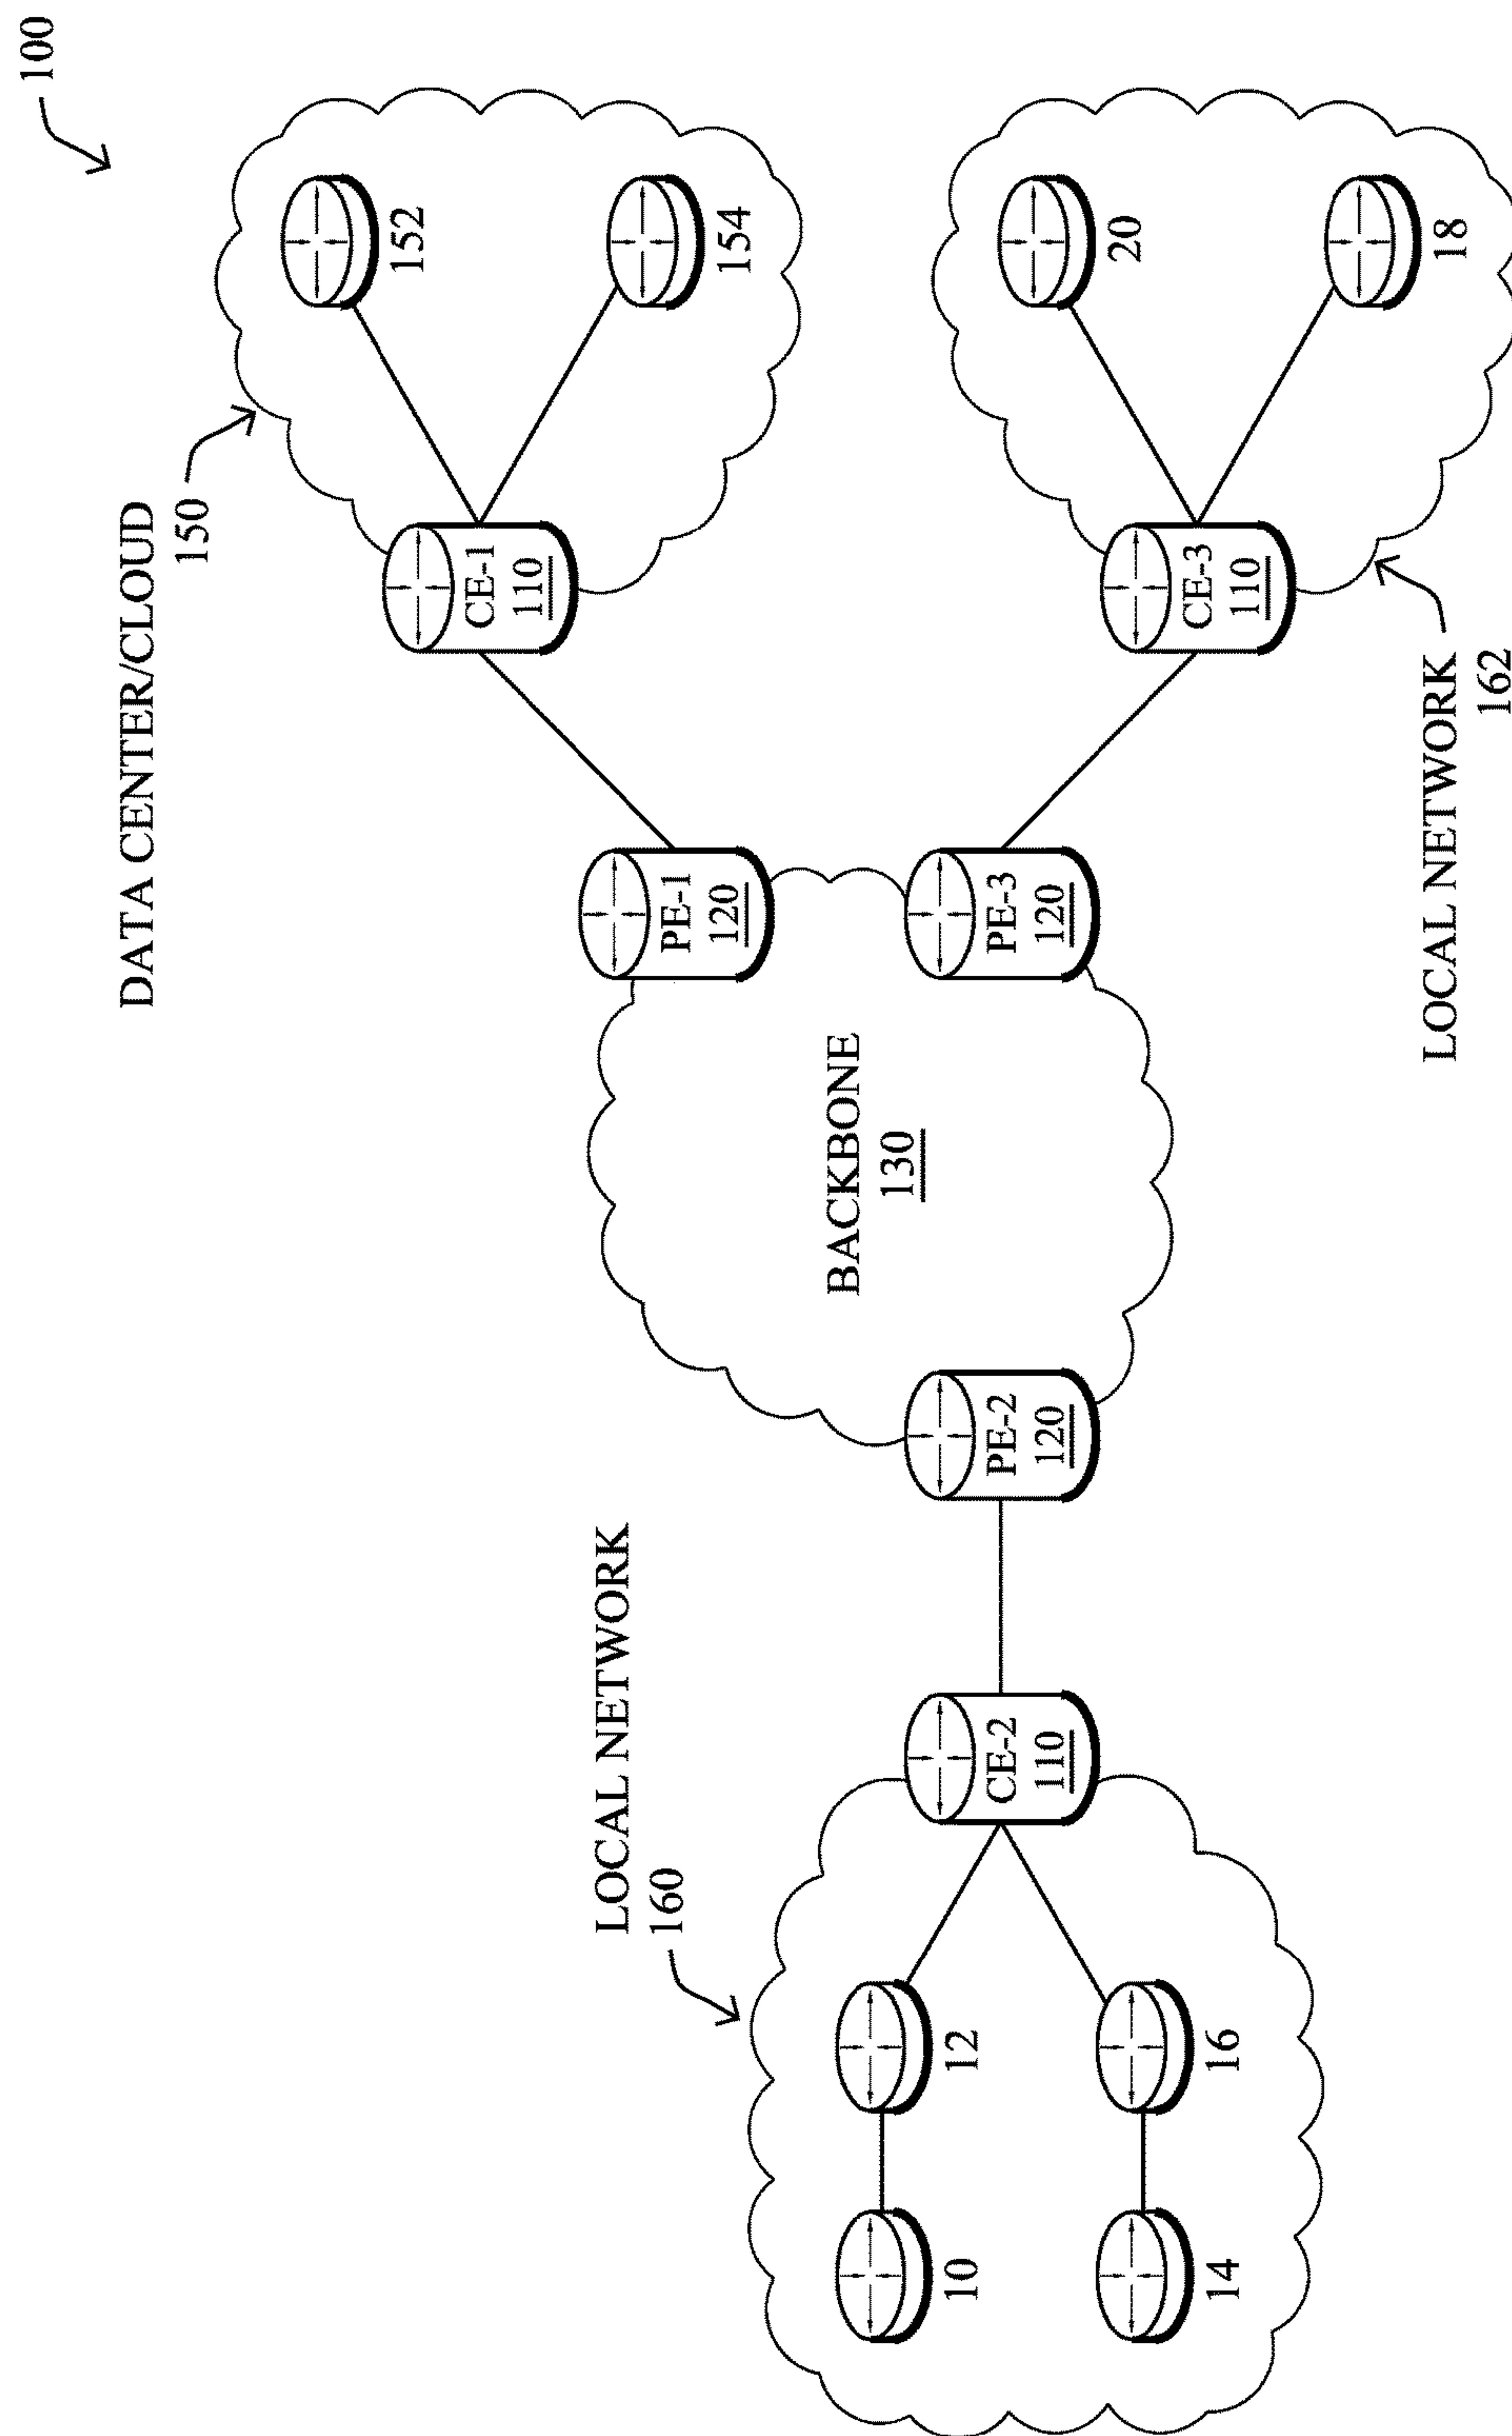 100
DATA CENTER/CLOUD
150
152
154
CE-1
110
PE-1
120
LOCAL NETWORK
160
BACKBONE
130
10
12
14
16
CE-2
110
PE-2
120
PE-3
120
CE-3
110
20
18
LOCAL NETWORK
162